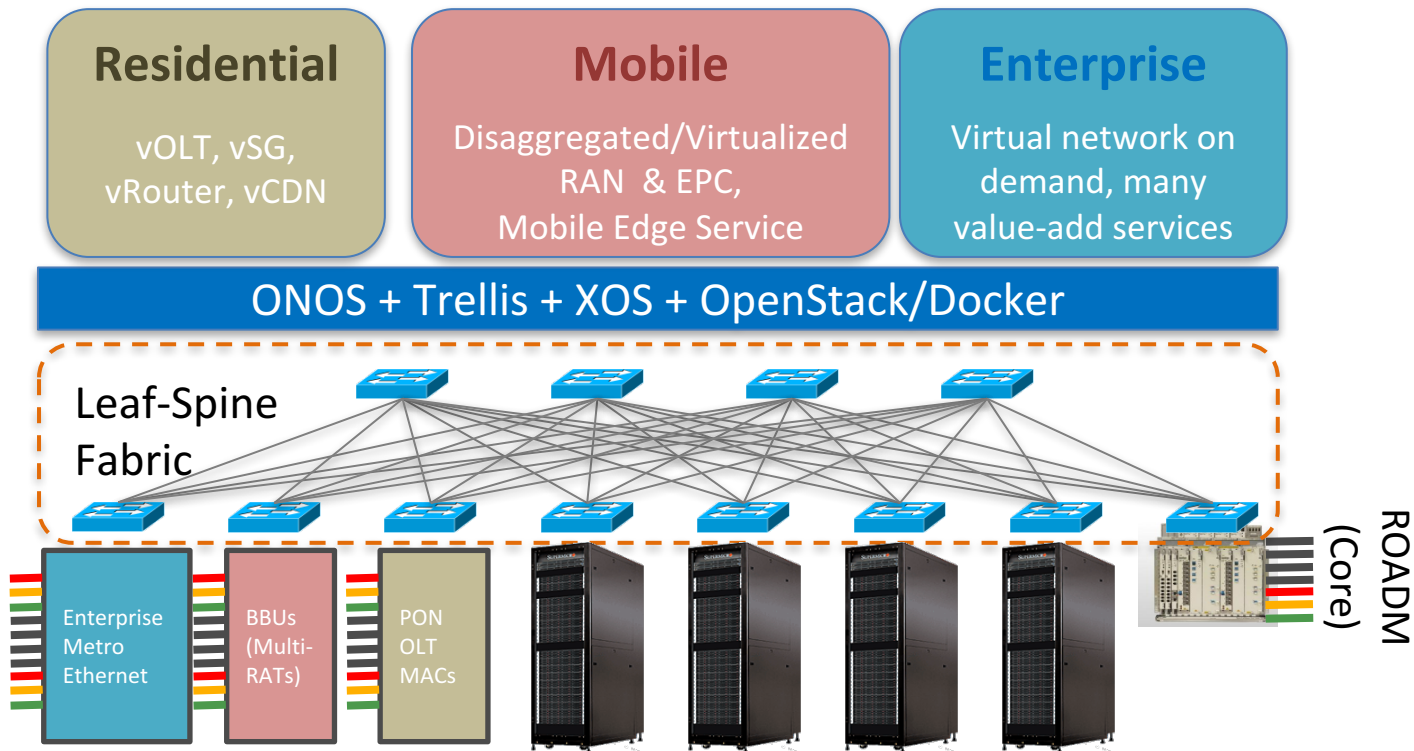 Residential
vOLT, vSG,
vRouter, vCDN
Mobile
Disaggregated/Virtualized
RAN & EPC,
Mobile Edge Service
Enterprise
Virtual network on
demand, many
value-add services
ONOS + Trellis + XOS + OpenStack/Docker
Leaf-Spine
Fabric
Enterprise
Metro
Ethernet
BBUs
(Multi-
RATs)
PON
OLT
MACs
ROADM
(Core)